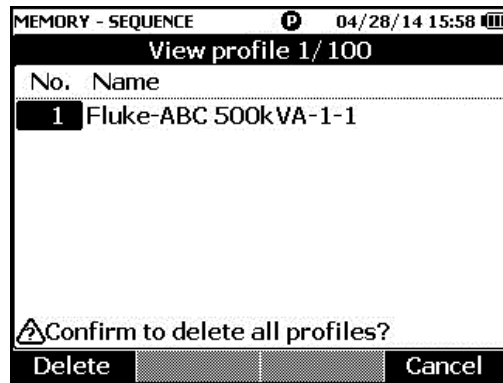 MEMORY - SEQUENCE P 04/28/14 15:58
View profile 1/100
No. Name
1 Fluke-ABC 500kVA-1-1
Confirm to delete all profiles?
Delete Cancel